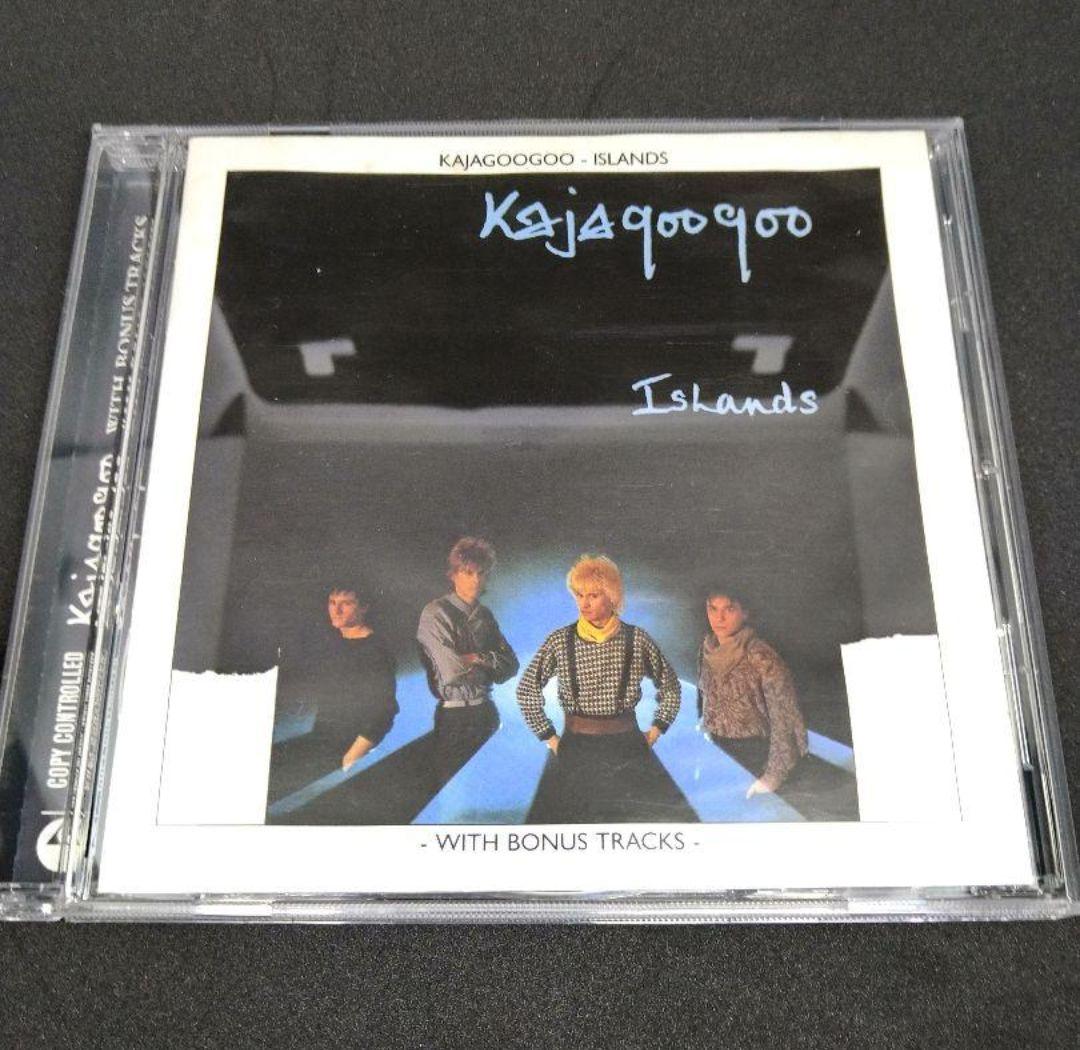 KAJAGOOGOO - ISLANDS
Kajagoogoo
Islands
- WITH BONUS TRACKS -
COPY CONTROLLED Kajagoogoo WITH BONUS TRACKS